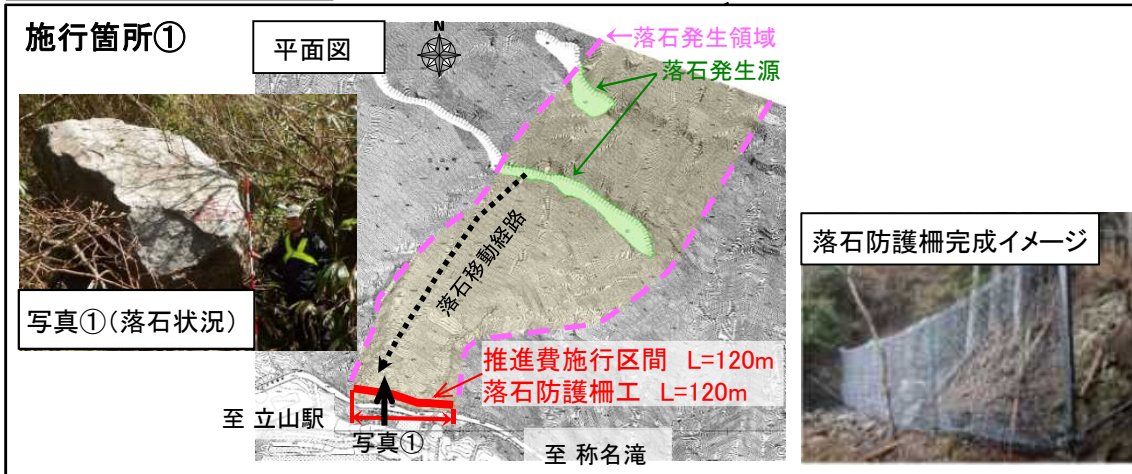 施行箇所①
平面図
N
←落石発生領域
落石発生源
落石移動経路
写真①(落石状況)
落石防護柵完成イメージ
推進費施行区間 L=120m
落石防護柵工 L=120m
至 立山駅
写真①
至 称名滝